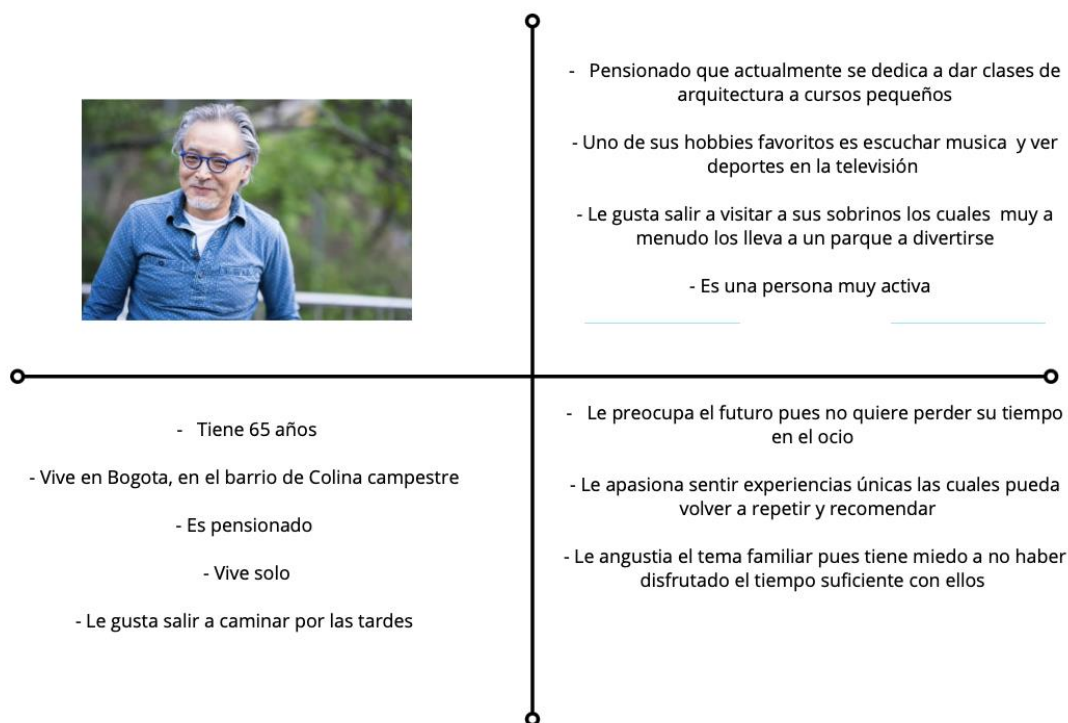 - Pensionado que actualmente se dedica a dar clases de
arquitectura a cursos pequeños
- Uno de sus hobbies favoritos es escuchar musica y ver
deportes en la televisión
- Le gusta salir a visitar a sus sobrinos los cuales muy a
menudo los lleva a un parque a divertirse
- Es una persona muy activa
- Tiene 65 años
- Vive en Bogota, en el barrio de Colina campestre
- Es pensionado
- Vive solo
- Le gusta salir a caminar por las tardes
- Le preocupa el futuro pues no quiere perder su tiempo
en el ocio
- Le apasiona sentir experiencias únicas las cuales pueda
volver a repetir y recomendar
- Le angustia el tema familiar pues tiene miedo a no haber
disfrutado el tiempo suficiente con ellos